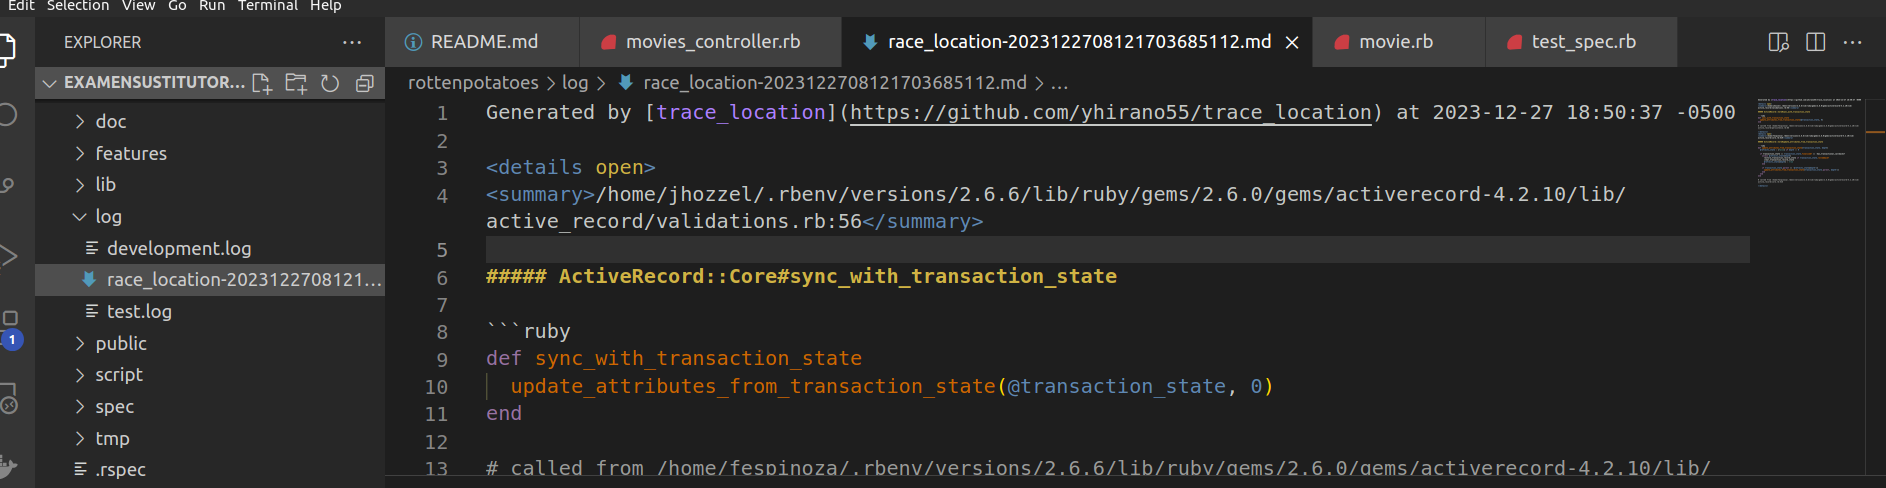 Edit Selection View Go Run Terminal Help
EXPLORER ···
README.md movies_controller.rb race_location-2023122708121703685112.md movie.rb test_spec.rb
EXAMENSUSTITUTOR...
rottenpotatoes > log > race_location-2023122708121703685112.md > ...
doc
features
lib
log
development.log
race_location-2023122708121...
test.log
public
script
spec
tmp
.rspec
1
1 Generated by [trace_location](https://github.com/yhirano55/trace_location) at 2023-12-27 18:50:37 -0500
2
3 <details open>
4 <summary>/home/jhozzel/.rbenv/versions/2.6.6/lib/ruby/gems/2.6.0/gems/activerecord-4.2.10/lib/
active_record/validations.rb:56</summary>
5
6 ##### ActiveRecord::Core#sync_with_transaction_state
7
8 ```ruby
9 def sync_with_transaction_state
10 update_attributes_from_transaction_state(@transaction_state, 0)
11 end
12
13 # called from /home/fespinoza/.rbenv/versions/2.6.6/lib/ruby/gems/2.6.0/gems/activerecord-4.2.10/lib/